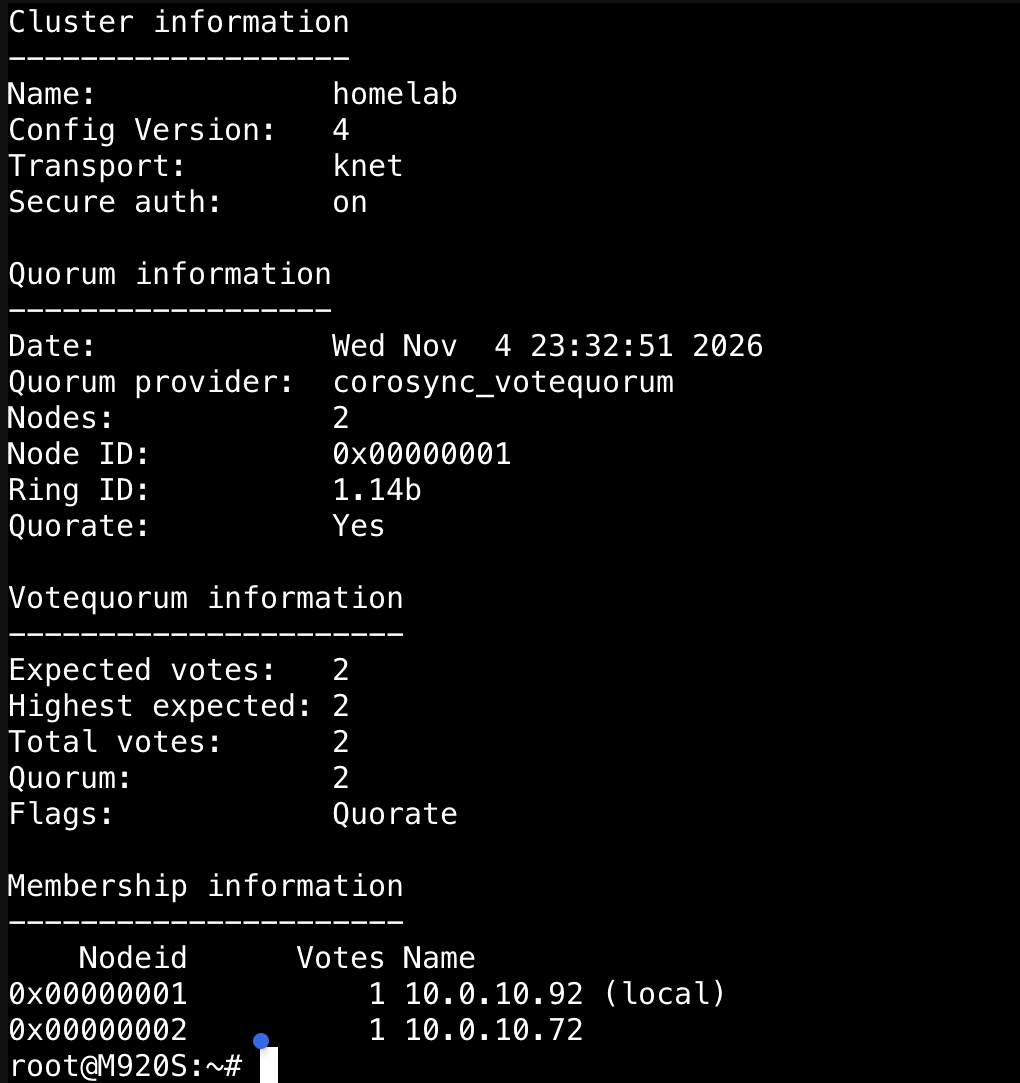 Cluster information
-------------------
Name:             homelab
Config Version:   4
Transport:        knet
Secure auth:      on

Quorum information
------------------
Date:             Wed Nov  4 23:32:51 2026
Quorum provider:  corosync_votequorum
Nodes:            2
Node ID:          0x00000001
Ring ID:          1.14b
Quorate:          Yes

Votequorum information
----------------------
Expected votes:   2
Highest expected: 2
Total votes:      2
Quorum:           2
Flags:            Quorate

Membership information
----------------------
    Nodeid      Votes Name
0x00000001          1 10.0.10.92 (local)
0x00000002          1 10.0.10.72
root@M920S:~#